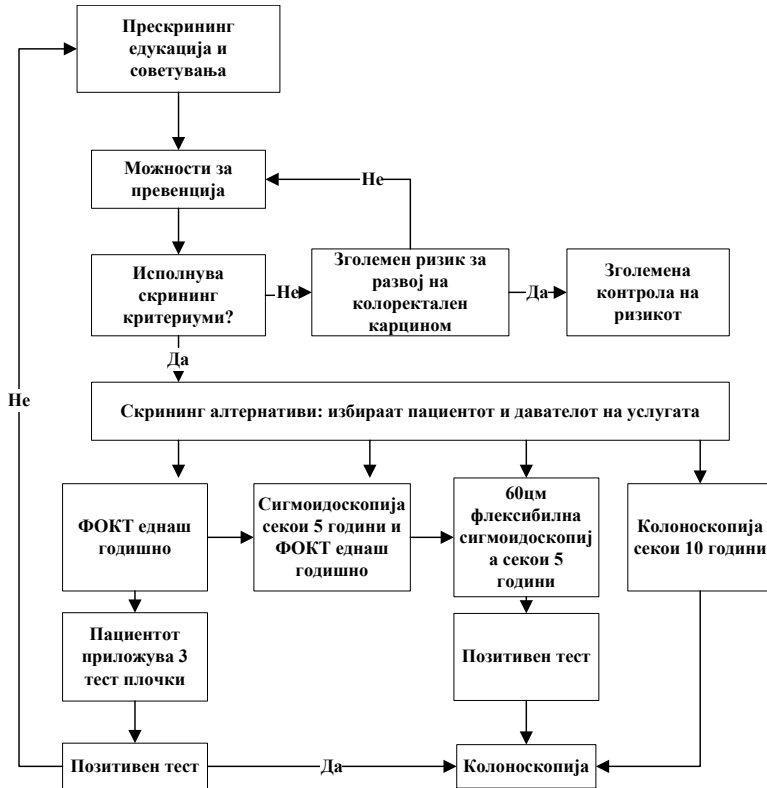 Прескрининг
едукација и
советувања
Можности за
превенција
Не
Исполнува
скрининг
критериуми?
Не
Зголемен ризик за
развој на
колоректален
карцином
Да
Зголемена
контрола на
ризикот
Да
Не
Скрининг алтернативи: избираат пациентот и давателот на услугата
ФОКТ еднаш
годишно
Сигмоидоскопија
секои 5 години и
ФОКТ еднаш
годишно
60цм
флексибилна
сигмоидоскопиј
а секои 5
години
Колоноскопија
секои 10 години
Пациентот
приложува 3
тест плочки
Позитивен тест
Позитивен тест
Да
Колоноскопија